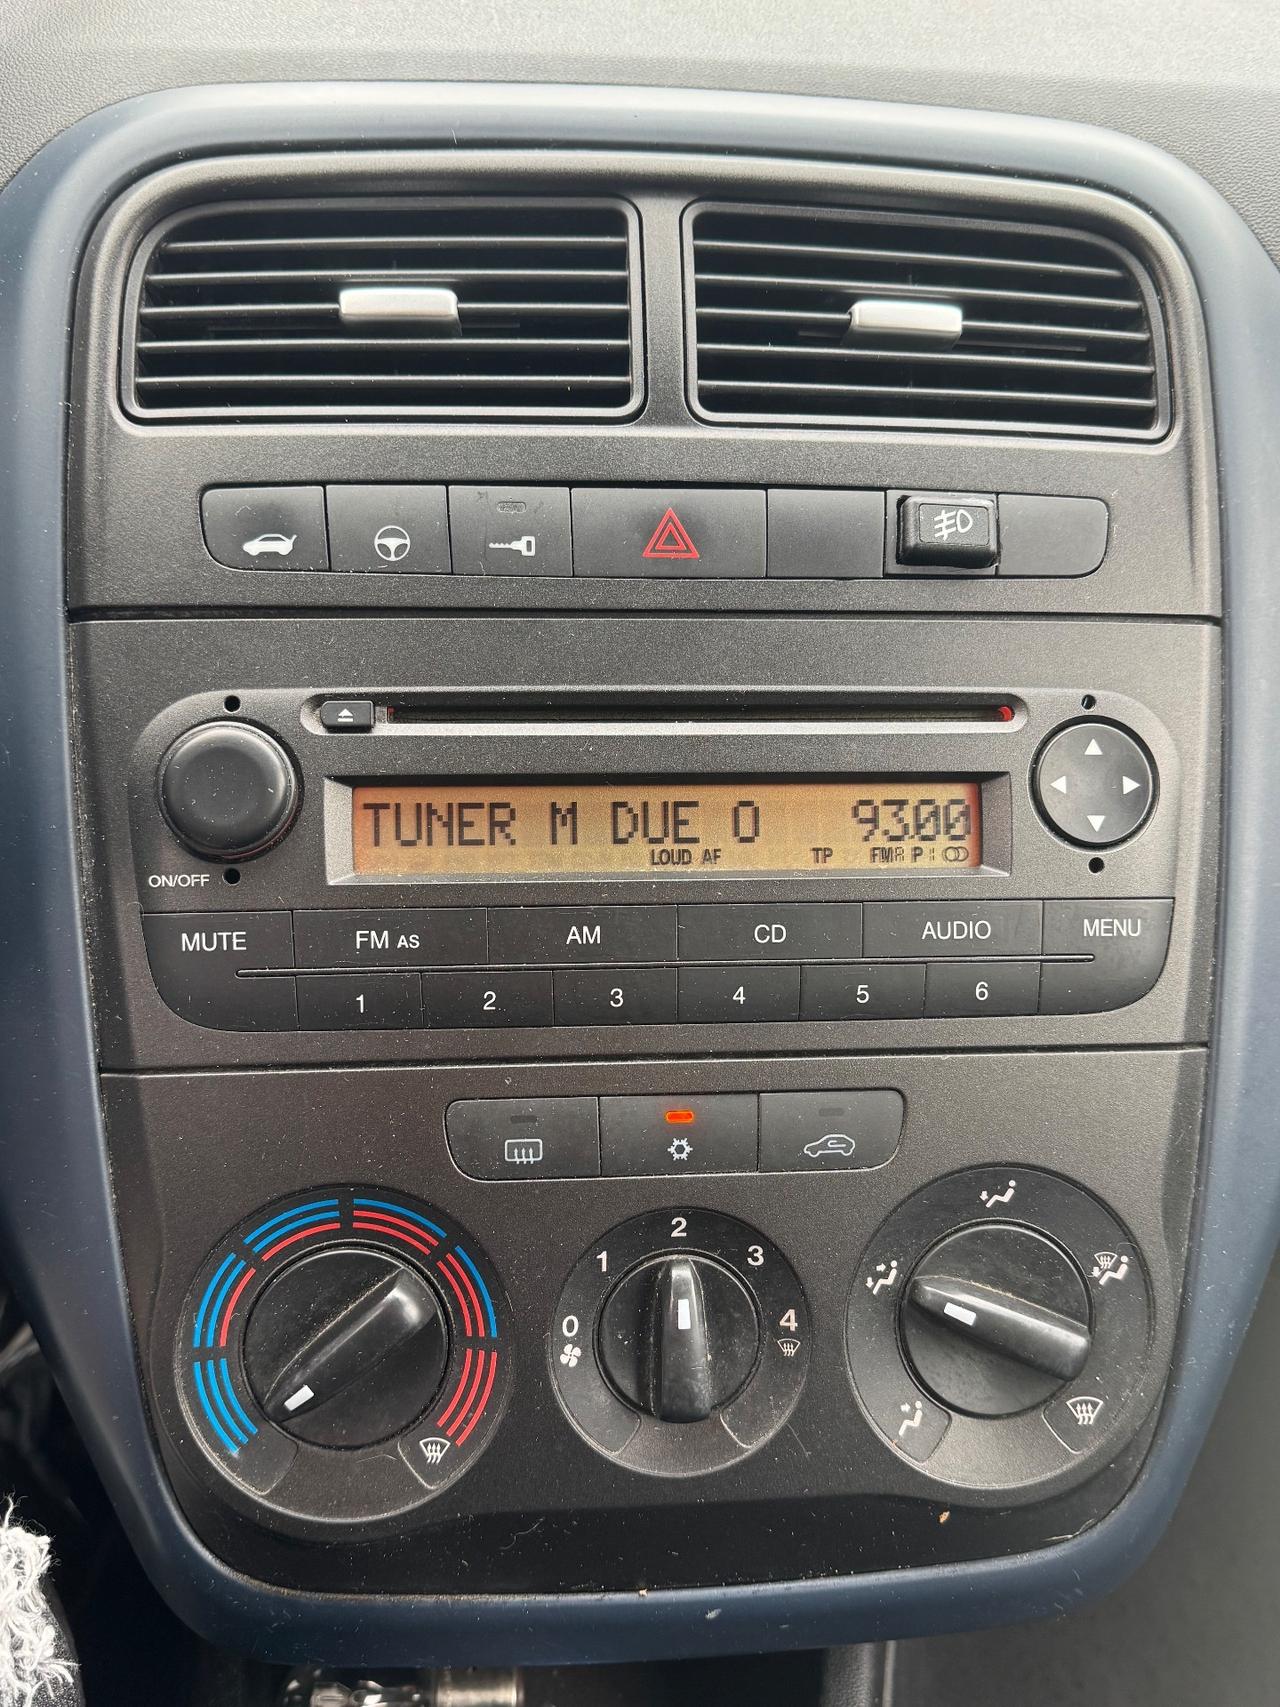 TUNER M DUE 0 9300
LOUD AF TP FM P
ON/OFF
MUTE FM AS AM CD AUDIO MENU
1 2 3 4 5 6
1 2 3
0 4